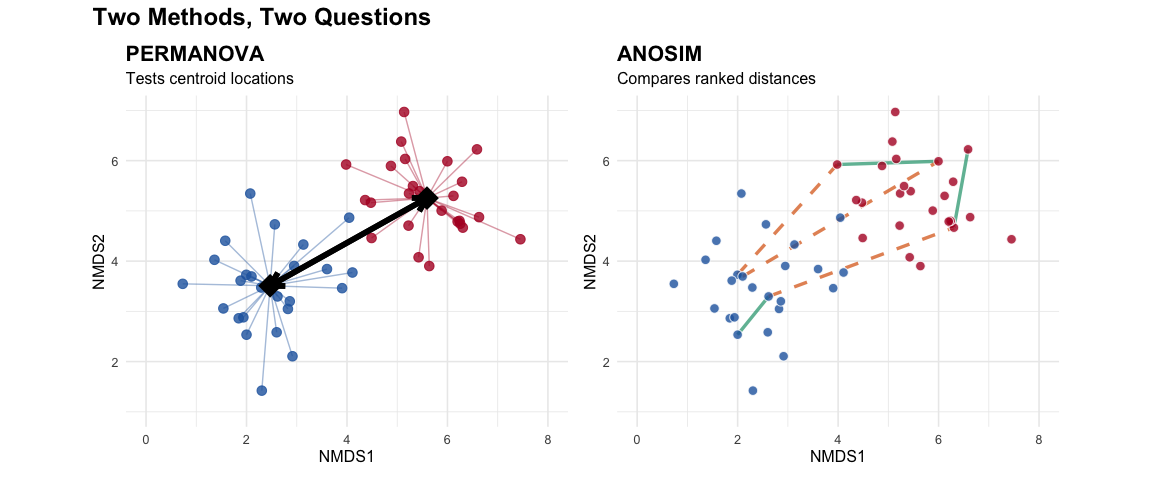 Two Methods, Two Questions
PERMANOVA
Tests centroid locations
NMDS2
6
4
2
0 2 4 6 8
NMDS1
ANOSIM
Compares ranked distances
NMDS2
6
4
2
0 2 4 6 8
NMDS1